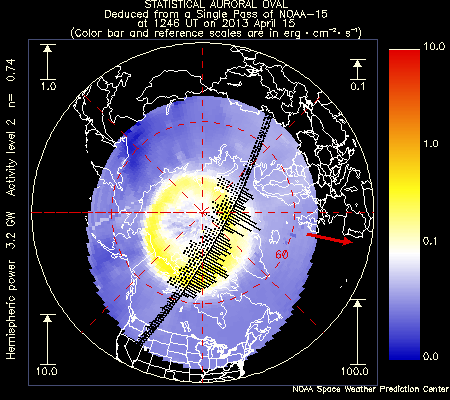 STATISTICAL AURORAL OVAL
Deduced from a Single Pass of NOAA-15
at 1246 UT on 2013 April 15
(Color bar and reference scales are in erg · cm⁻² · s⁻¹)
1.0
0.1
10.0
1.0
0.1
0.0
Hemispheric power 3.2 GW Activity level 2 n= 0.74
60
10.0
100.0
NOAA Space Weather Prediction Center